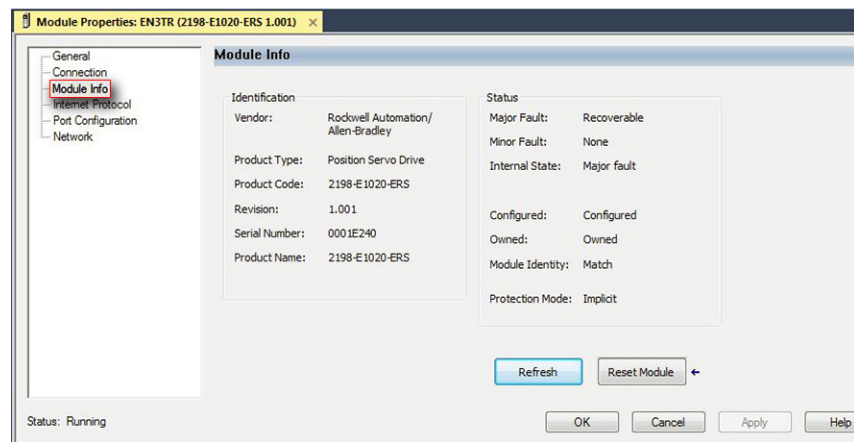 Module Properties: EN3TR (2198-E1020-ERS 1.001) ×
General
Connection
Module Info
Internet Protocol
Port Configuration
Network
Module Info
Identification
Vendor: Rockwell Automation/
Allen-Bradley
Product Type: Position Servo Drive
Product Code: 2198-E1020-ERS
Revision: 1.001
Serial Number: 0001E240
Product Name: 2198-E1020-ERS
Status
Major Fault: Recoverable
Minor Fault: None
Internal State: Major fault
Configured: Configured
Owned: Owned
Module Identity: Match
Protection Mode: Implicit
Refresh
Reset Module ←
Status: Running
OK
Cancel
Apply
Help